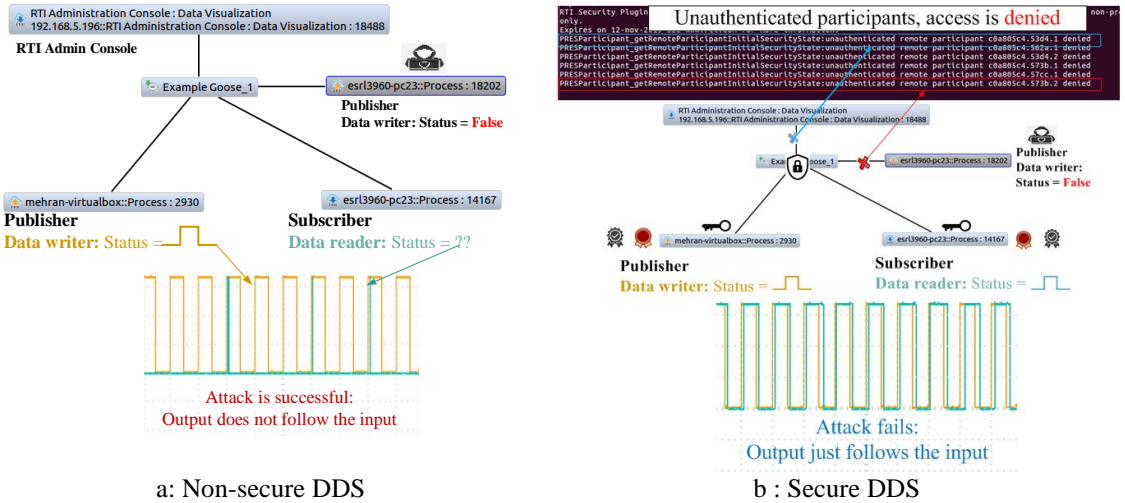 RTI Administration Console : Data Visualization
192.168.5.196::RTI Administration Console : Data Visualization : 18488
RTI Admin Console
Example Goose_1
esrl3960-pc23::Process : 18202
Publisher
Data writer: Status = False
mehran-virtualbox::Process : 2930
Publisher
Data writer: Status =
esrl3960-pc23::Process : 14167
Subscriber
Data reader: Status = ??
Attack is successful:
Output does not follow the input
a: Non-secure DDS
RTI Security Plugin
non-pr
only.
Unauthenticated participants, access is denied
Expires on 12-nov-
PRESParticipant_getRemoteParticipantInitialSecurityState:unauthenticated remote participant c0a805c4.53d4.1 denied
PRESParticipant_getRemoteParticipantInitialSecurityState:unauthenticated remote participant c0a805c4.562a.1 denied
PRESParticipant_getRemoteParticipantInitialSecurityState:unauthenticated remote participant c0a805c4.53d4.2 denied
PRESParticipant_getRemoteParticipantInitialSecurityState:unauthenticated remote participant c0a805c4.573b.1 denied
PRESParticipant_getRemoteParticipantInitialSecurityState:unauthenticated remote participant c0a805c4.57cc.1 denied
PRESParticipant_getRemoteParticipantInitialSecurityState:unauthenticated remote participant c0a805c4.573b.2 denied
RTI Administration Console : Data Visualization
192.168.5.196::RTI Administration Console : Data Visualization : 18488
Exa oose_1
esrl3960-pc23::Process : 18202
Publisher
Data writer:
Status = False
mehran-virtualbox::Process : 2930
Publisher
Data writer: Status =
esrl3960-pc23::Process : 14167
Subscriber
Data reader: Status =
Attack fails:
Output just follows the input
b : Secure DDS